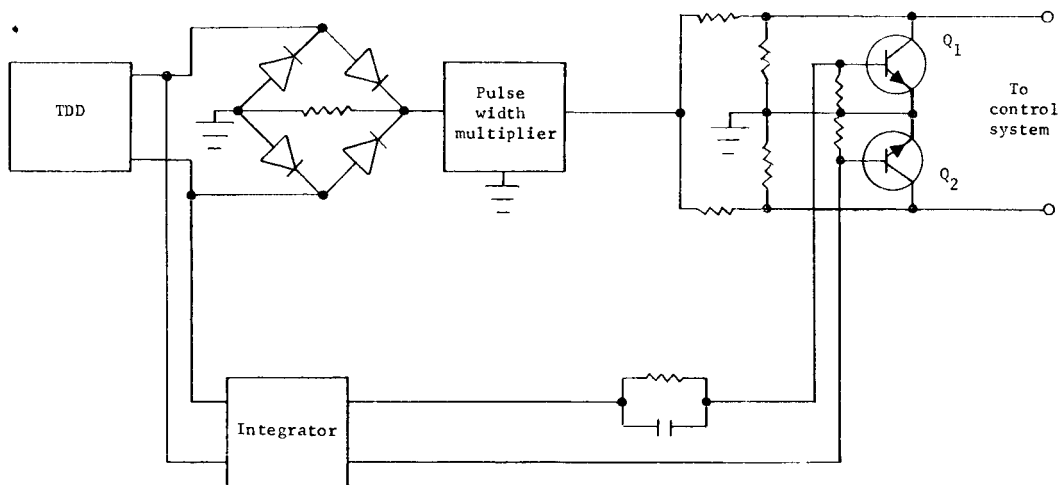 TDD
Pulse
width
multiplier
Q1
To
control
system
Q2
Integrator